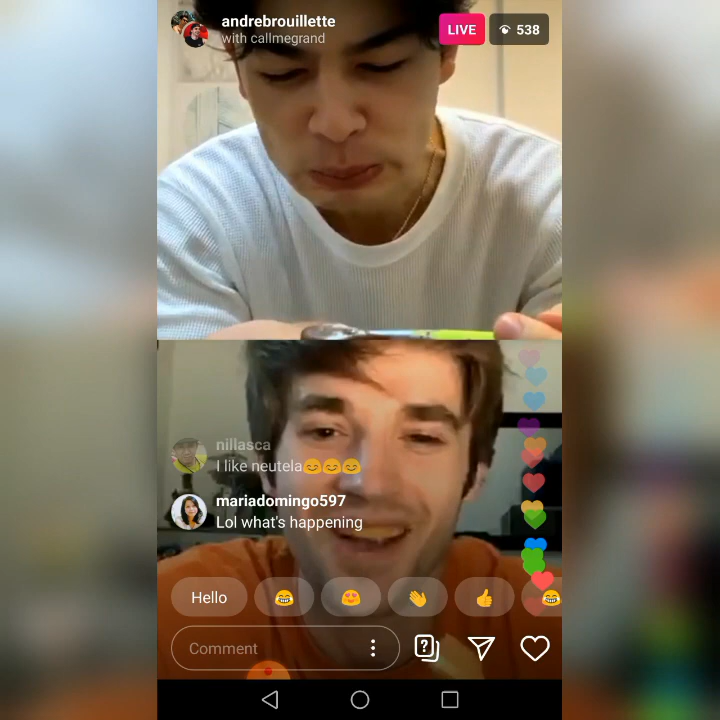 andrebrouillette
with callmegrand
LIVE
538
nillasca
I like neutela😊😊😊
mariadomingo597
Lol what's happening
Hello
Comment